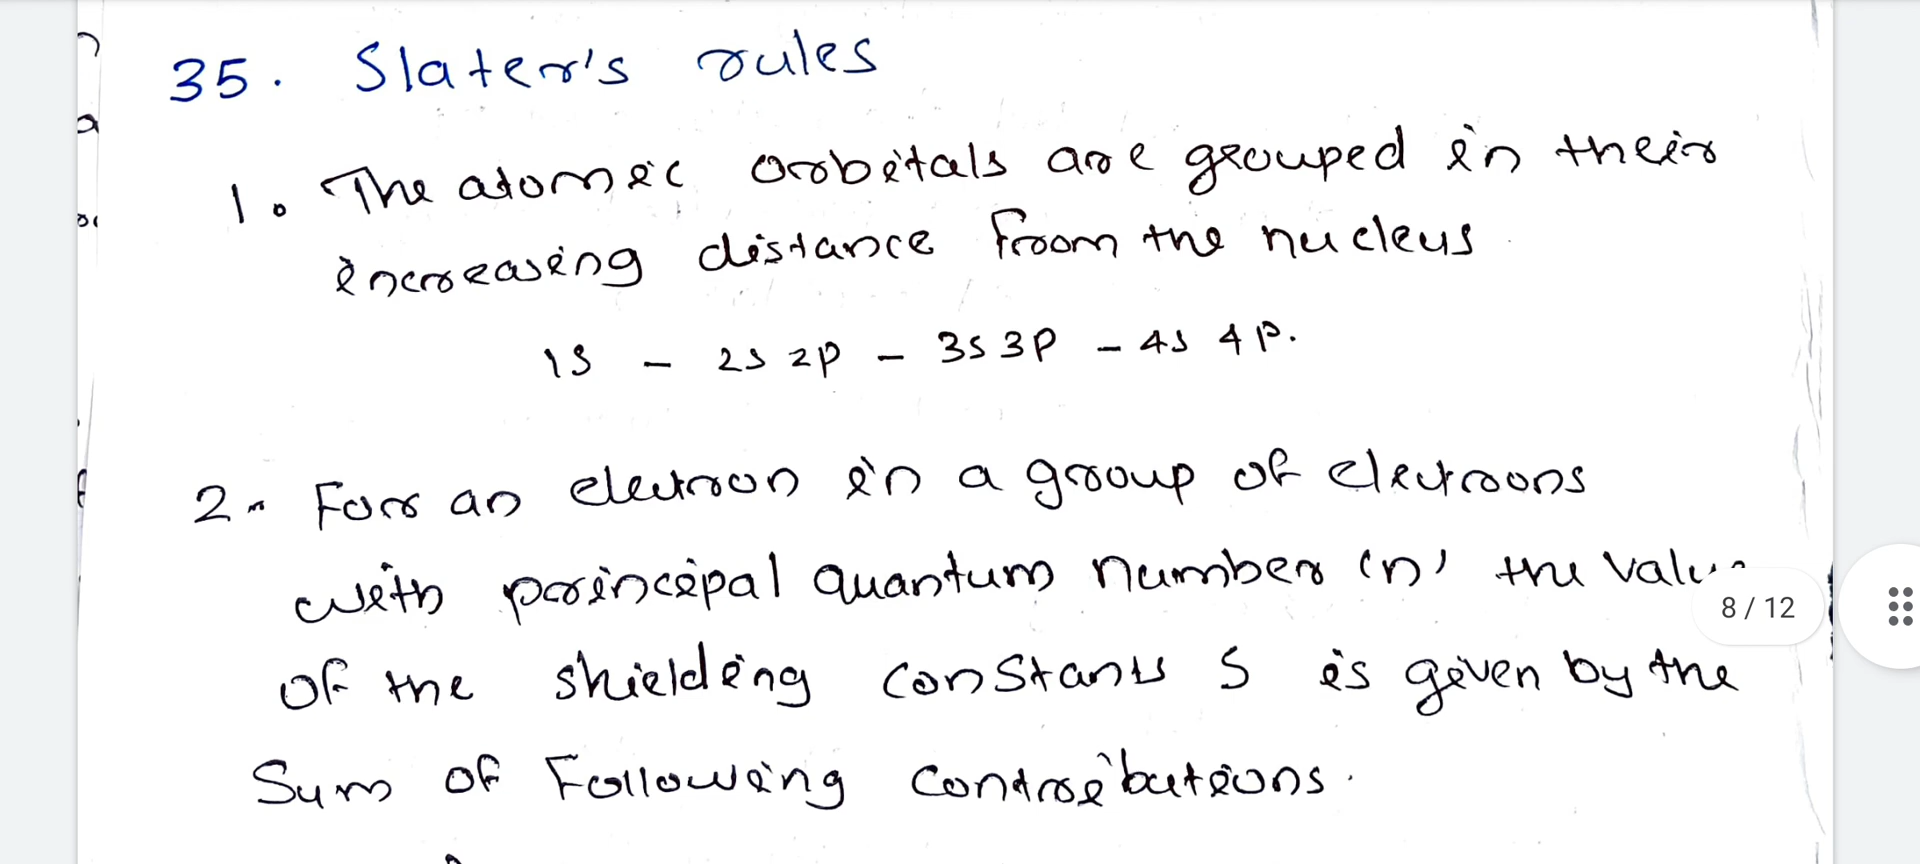 35. Slater's rules
1. The atomic orbitals are grouped in their
increasing distance from the nucleus
1s - 2s 2p - 3s 3p - 4s 4p.
2. For an electron in a group of electrons
with principal quantum number 'n' the value
8 / 12
of the shielding constants S is given by the
Sum of Following contributions.